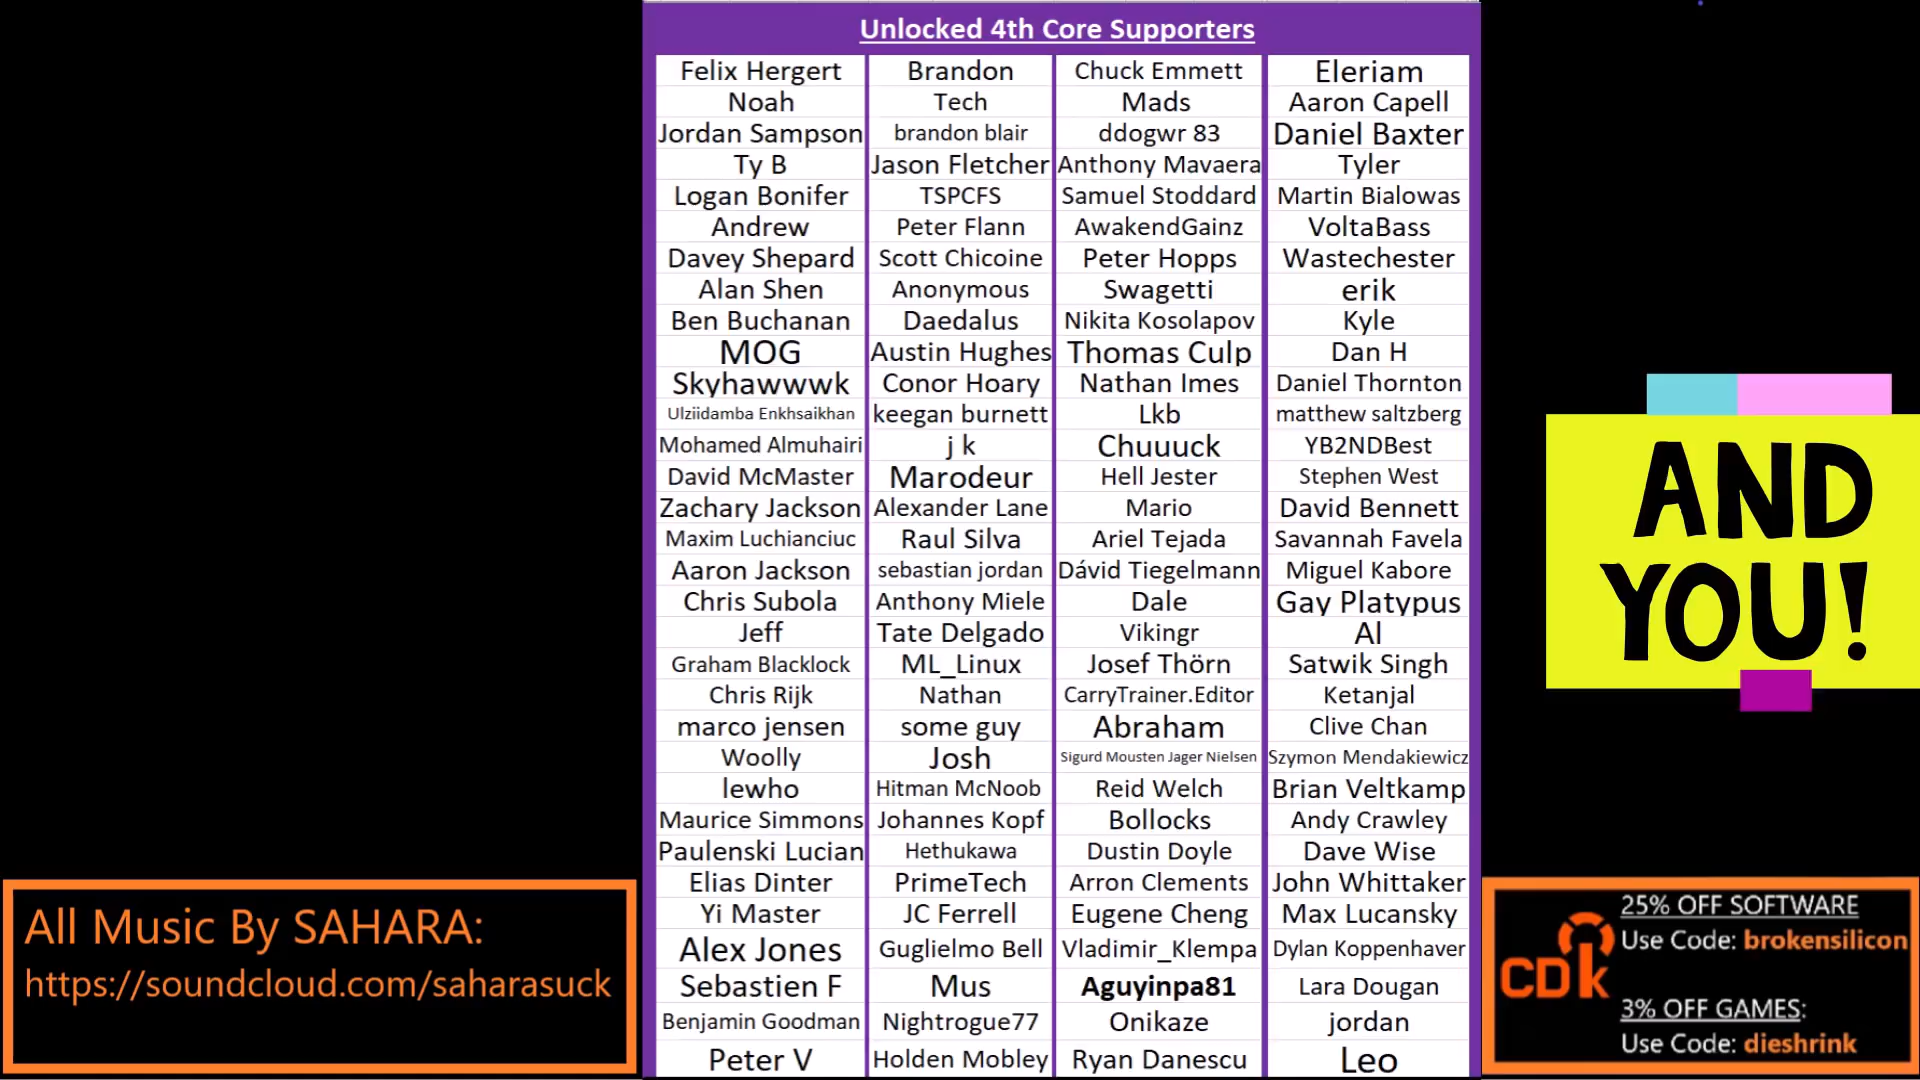 Unlocked 4th Core Supporters
Felix Hergert Brandon Chuck Emmett Eleriam
Noah Tech Mads Aaron Capell
Jordan Sampson brandon blair ddogwr 83 Daniel Baxter
Ty B Jason Fletcher Anthony Mavaera Tyler
Logan Bonifer TSPCFS Samuel Stoddard Martin Bialowas
Andrew Peter Flann AwakendGainz VoltaBass
Davey Shepard Scott Chicoine Peter Hopps Wastechester
Alan Shen Anonymous Swagetti erik
Ben Buchanan Daedalus Nikita Kosolapov Kyle
MOG Austin Hughes Thomas Culp Dan H
Skyhawwwk Conor Hoary Nathan Imes Daniel Thornton
Ulziidamba Enkhsaikhan keegan burnett Lkb matthew saltzberg
Mohamed Almuhairi j k Chuuuck YB2NDBest
David McMaster Marodeur Hell Jester Stephen West
Zachary Jackson Alexander Lane Mario David Bennett
Maxim Luchianciuc Raul Silva Ariel Tejada Savannah Favela
Aaron Jackson sebastian jordan Dávid Tiegelmann Miguel Kabore
Chris Subola Anthony Miele Dale Gay Platypus
Jeff Tate Delgado Vikingr Al
Graham Blacklock ML_Linux Josef Thörn Satwik Singh
Chris Rijk Nathan CarryTrainer.Editor Ketanjal
marco jensen some guy Abraham Clive Chan
Woolly Josh Sigurd Mousten Jager Nielsen Szymon Mendakiewicz
lewho Hitman McNoob Reid Welch Brian Veltkamp
Maurice Simmons Johannes Kopf Bollocks Andy Crawley
Paulenski Lucian Hethukawa Dustin Doyle Dave Wise
Elias Dinter PrimeTech Arron Clements John Whittaker
Yi Master JC Ferrell Eugene Cheng Max Lucansky
Alex Jones Guglielmo Bell Vladimir_Klempa Dylan Koppenhaver
Sebastien F Mus Aguyinpa81 Lara Dougan
Benjamin Goodman Nightrogue77 Onikaze jordan
Peter V Holden Mobley Ryan Danescu Leo
AND
YOU!
All Music By SAHARA:
https://soundcloud.com/saharasuck
CDk
25% OFF SOFTWARE
Use Code: brokensilicon
3% OFF GAMES:
Use Code: dieshrink